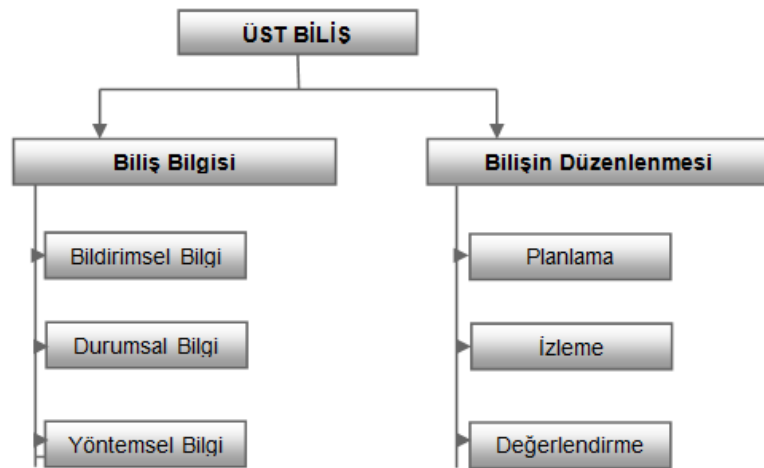 ÜST BİLİŞ
Biliş Bilgisi
Bilişin Düzenlenmesi
Bildirimsel Bilgi
Planlama
Durumsal Bilgi
İzleme
Yöntemsel Bilgi
Değerlendirme